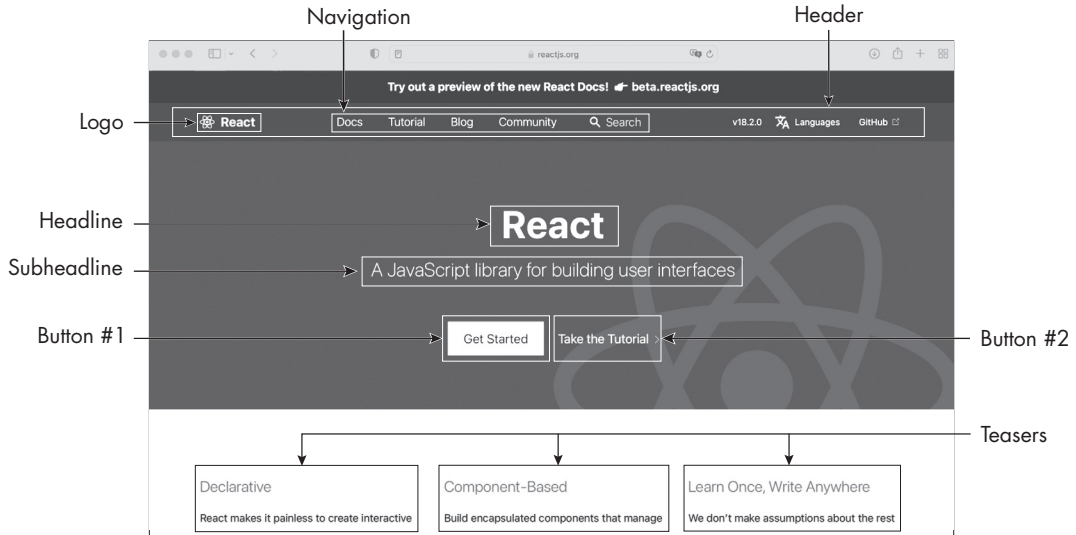 Navigation
Header
reactjs.org
Try out a preview of the new React Docs! beta.reactjs.org
Logo
React
Docs Tutorial Blog Community Search
v18.2.0 Languages GitHub
Headline
React
Subheadline
A JavaScript library for building user interfaces
Button #1
Get Started
Take the Tutorial >
Button #2
Teasers
Declarative
React makes it painless to create interactive
Component-Based
Build encapsulated components that manage
Learn Once, Write Anywhere
We don't make assumptions about the rest